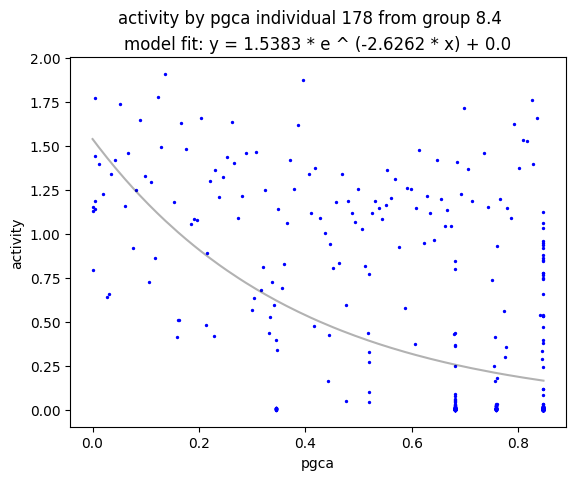 activity by pgca individual 178 from group 8.4
model fit: y = 1.5383 * e ^ (-2.6262 * x) + 0.0
2.00
1.75
1.50
1.25
1.00
0.75
0.50
0.25
0.00
activity
0.0 0.2 0.4 0.6 0.8
pgca